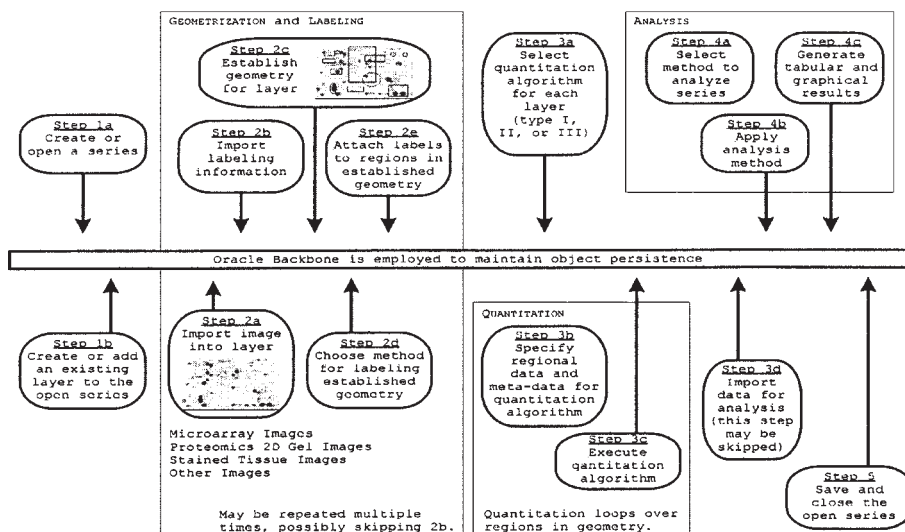 GEOMETRIZATION AND LABELING
ANALYSIS
Step 1a
Create or
open a series
Step 2c
Establish
geometry
for layer
Step 2b
Import
labeling
information
Step 2e
Attach labels
to regions in
established
geometry
Step 3a
Select
quantitation
algorithm
for each
layer
(type I,
II, or III)
Step 4a
Select
method to
analyze
series
Step 4c
Generate
tabular and
graphical
results
Step 4b
Apply
analysis
method
Oracle Backbone is employed to maintain object persistence
Step 1b
Create or add
an existing
layer to the
open series
Step 2a
Import image
into layer
Step 2d
Choose method
for labeling
established
geometry
Microarray Images
Proteomics 2D Gel Images
Stained Tissue Images
Other Images
May be repeated multiple
times, possibly skipping 2b.
QUANTITATION
Step 3b
Specify
regional
data and
meta-data for
quantitation
algorithm
Step 3c
Execute
qantitation
algorithm
Quantitation loops over
regions in geometry.
Step 3d
Import
data for
analysis
(this step
may be
skipped)
Step 5
Save and
close the
open series